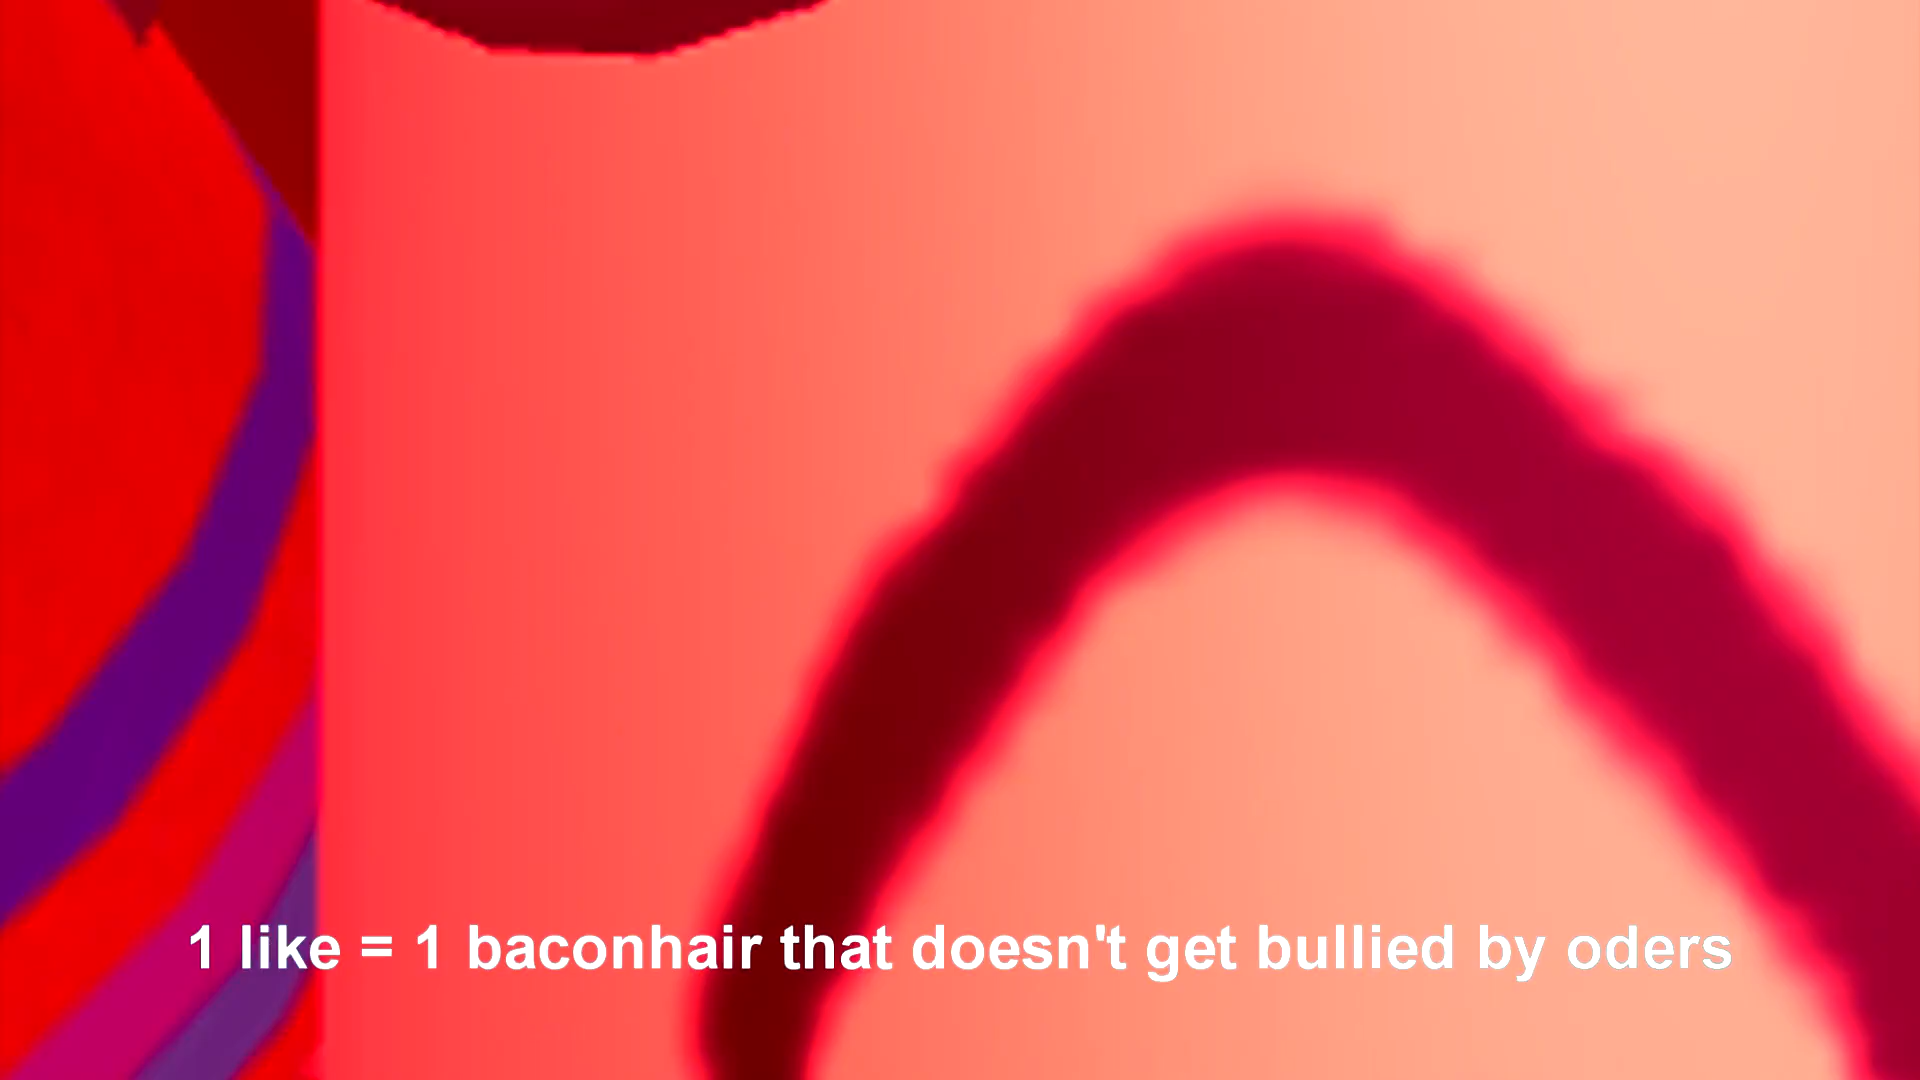 1 like = 1 baconhair that doesn't get bullied by oders